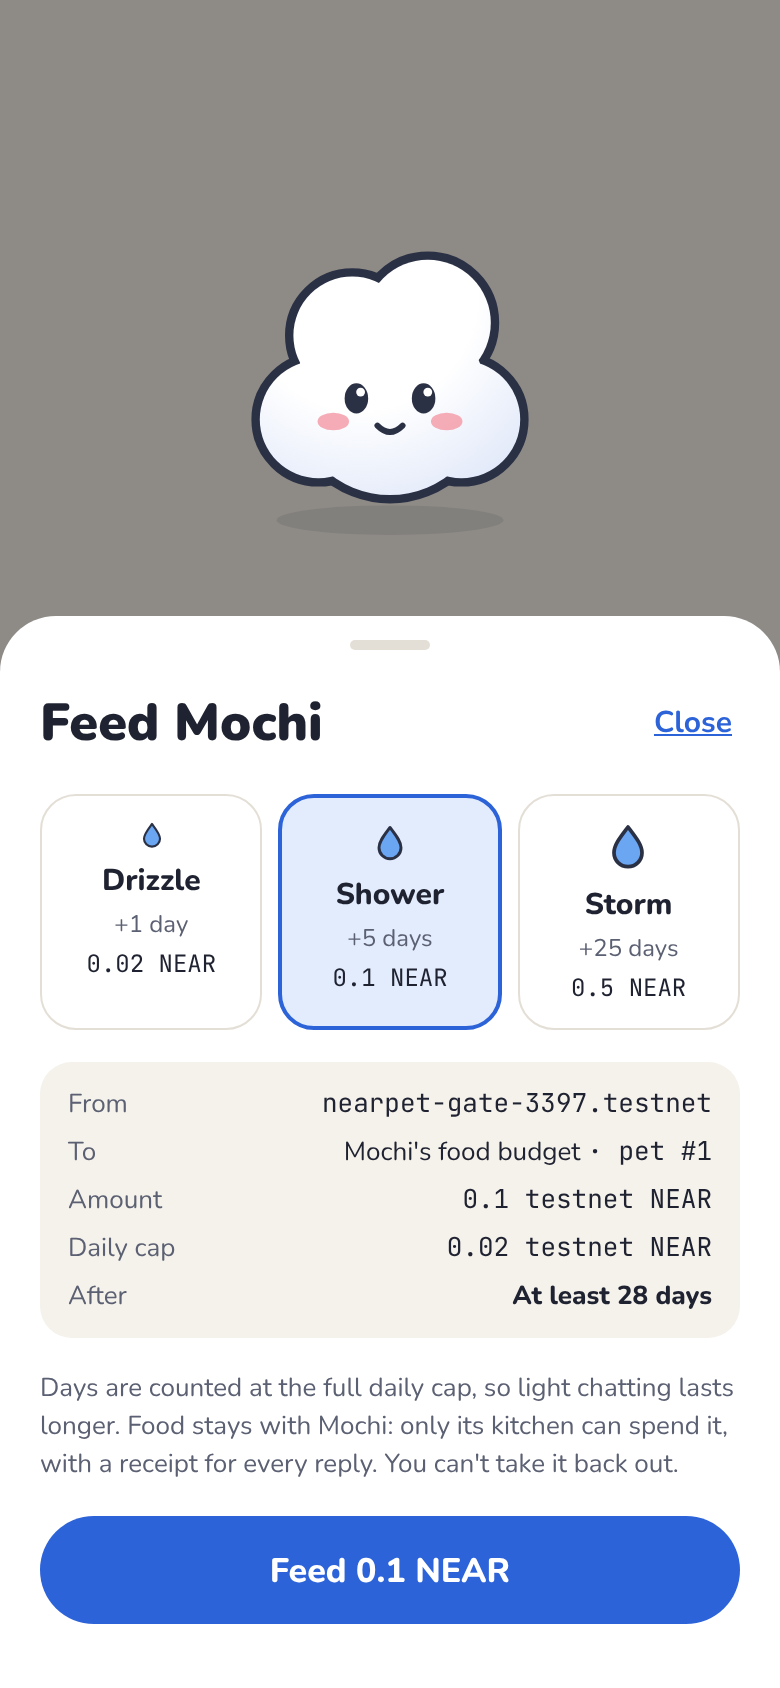 Feed Mochi
Close
Drizzle
+1 day
0.02 NEAR
Shower
+5 days
0.1 NEAR
Storm
+25 days
0.5 NEAR
From nearpet-gate-3397.testnet
To Mochi's food budget · pet #1
Amount 0.1 testnet NEAR
Daily cap 0.02 testnet NEAR
After At least 28 days
Days are counted at the full daily cap, so light chatting lasts
longer. Food stays with Mochi: only its kitchen can spend it,
with a receipt for every reply. You can't take it back out.
Feed 0.1 NEAR